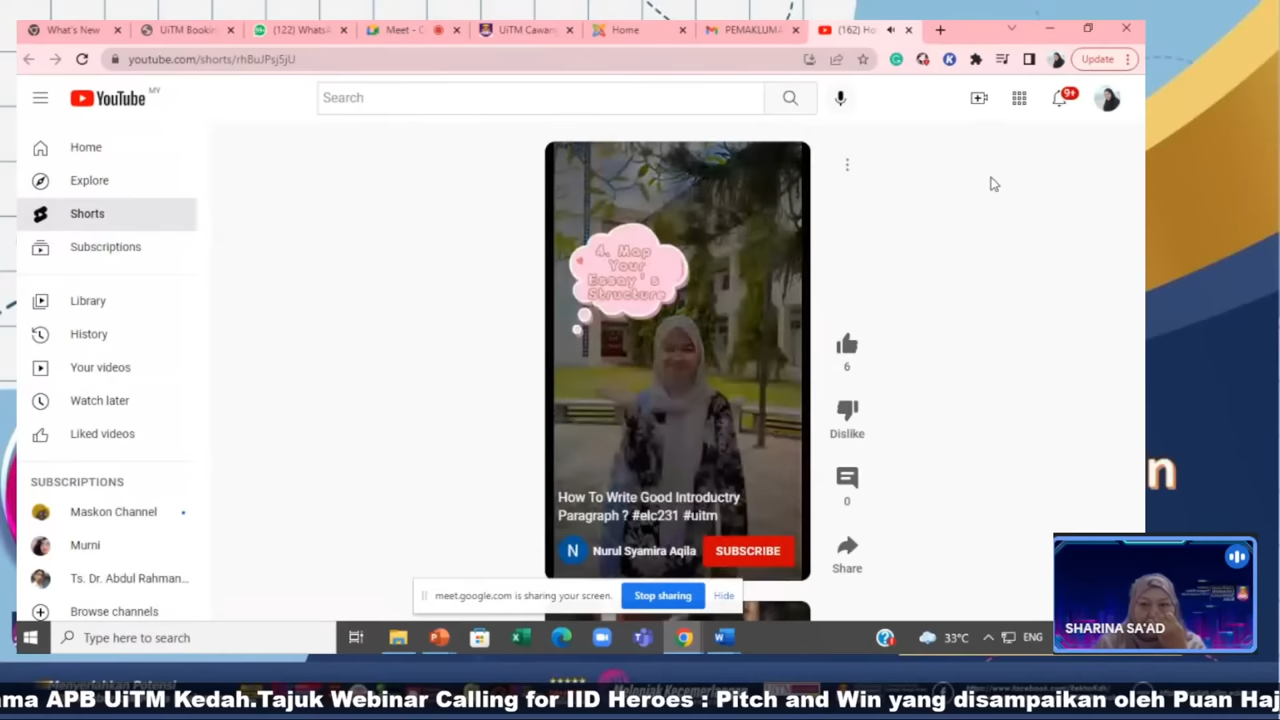 What's New
UiTM Bookin
(122) WhatsA
Meet - C
UiTM Cawan
Home
PEMAKLUMA
(162) Ho
youtube.com/shorts/rhBuJPsj5jU
Update
YouTube MY
Search
9+
Home
Explore
Shorts
Subscriptions
Library
History
Your videos
Watch later
Liked videos
SUBSCRIPTIONS
Maskon Channel
Murni
Ts. Dr. Abdul Rahman...
Browse channels
4. Map
Your
Essay's
Structure
How To Write Good Introductry
Paragraph ? #elc231 #uitm
N Nurul Syamira Aqila SUBSCRIBE
6
Dislike
0
Share
meet.google.com is sharing your screen. Stop sharing Hide
Type here to search
33°C ENG
n
SHARINA SA'AD
ama APB UiTM Kedah.Tajuk Webinar Calling for IID Heroes : Pitch and Win yang disampaikan oleh Puan Haj